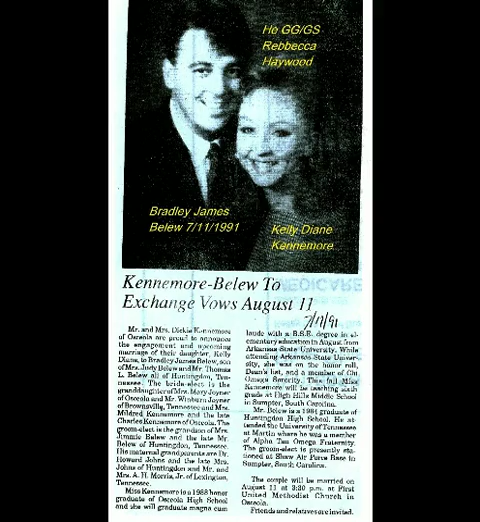 He GG/GS
Rebbecca
Haywood
Bradley James
Belew 7/11/1991
Kelly Diane
Kennemore
Kennemore-Belew To
Exchange Vows August 11
7/11/91
Mr. and Mrs. Dickie Kennemore
of Osceola are proud to announce
the engagement and upcoming
marriage of their daughter, Kelly
Diane, to Bradley James Belew, son
of Mrs. Judy Belew and Mr. Thomas
L. Belew all of Huntingdon, Ten-
nessee. The bride-elect is the
granddaughter of Mrs. Mary Joyner
of Osceola and Mr. Winburn Joyner
of Brownsville, Tennessee and Mrs.
Mildred Kennemore and the late
Charles Kennemore of Osceola. The
groom-elect is the grandson of Mrs.
Jimmie Belew and the late Mr.
Belew of Huntingdon, Tennessee.
His maternal grandparents are Dr.
Howard Johns and the late Mrs.
Johns of Huntingdon and Mr. and
Mrs. A. H. Morris, Jr. of Lexington,
Tennessee.
Miss Kennemore is a 1988 honor
graduate of Osceola High School
and she will graduate magna cum
laude with a B.S.E. degree in el-
ementary education in August from
Arkansas State University. While
attending Arkansas State Univer-
sity, she was on the honor roll,
Dean's list, and a member of Chi
Omega Sorority. This fall Miss
Kennemore will be teaching sixth
grade at High Hills Middle School
in Sumpter, South Carolina.
Mr. Belew is a 1984 graduate of
Huntingdon High School. He at-
tended the University of Tennessee
at Martin where he was a member
of Alpha Tau Omega Fraternity.
The groom-elect is presently sta-
tioned at Shaw Air Force Base in
Sumpter, South Carolina.
The couple will be married on
August 11 at 3:30 p.m. at First
United Methodist Church in
Osceola.
Friends and relatives are invited.